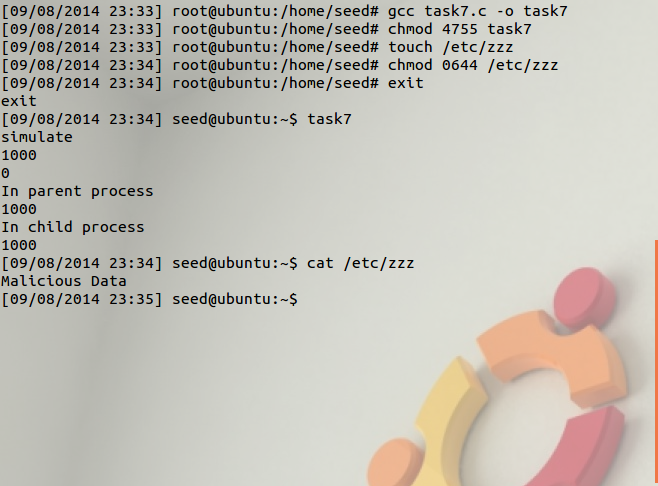 [09/08/2014 23:33] root@ubuntu:/home/seed# gcc task7.c -o task7
[09/08/2014 23:33] root@ubuntu:/home/seed# chmod 4755 task7
[09/08/2014 23:33] root@ubuntu:/home/seed# touch /etc/zzz
[09/08/2014 23:34] root@ubuntu:/home/seed# chmod 0644 /etc/zzz
[09/08/2014 23:34] root@ubuntu:/home/seed# exit
exit
[09/08/2014 23:34] seed@ubuntu:~$ task7
simulate
1000
0
In parent process
1000
In child process
1000
[09/08/2014 23:34] seed@ubuntu:~$ cat /etc/zzz
Malicious Data
[09/08/2014 23:35] seed@ubuntu:~$